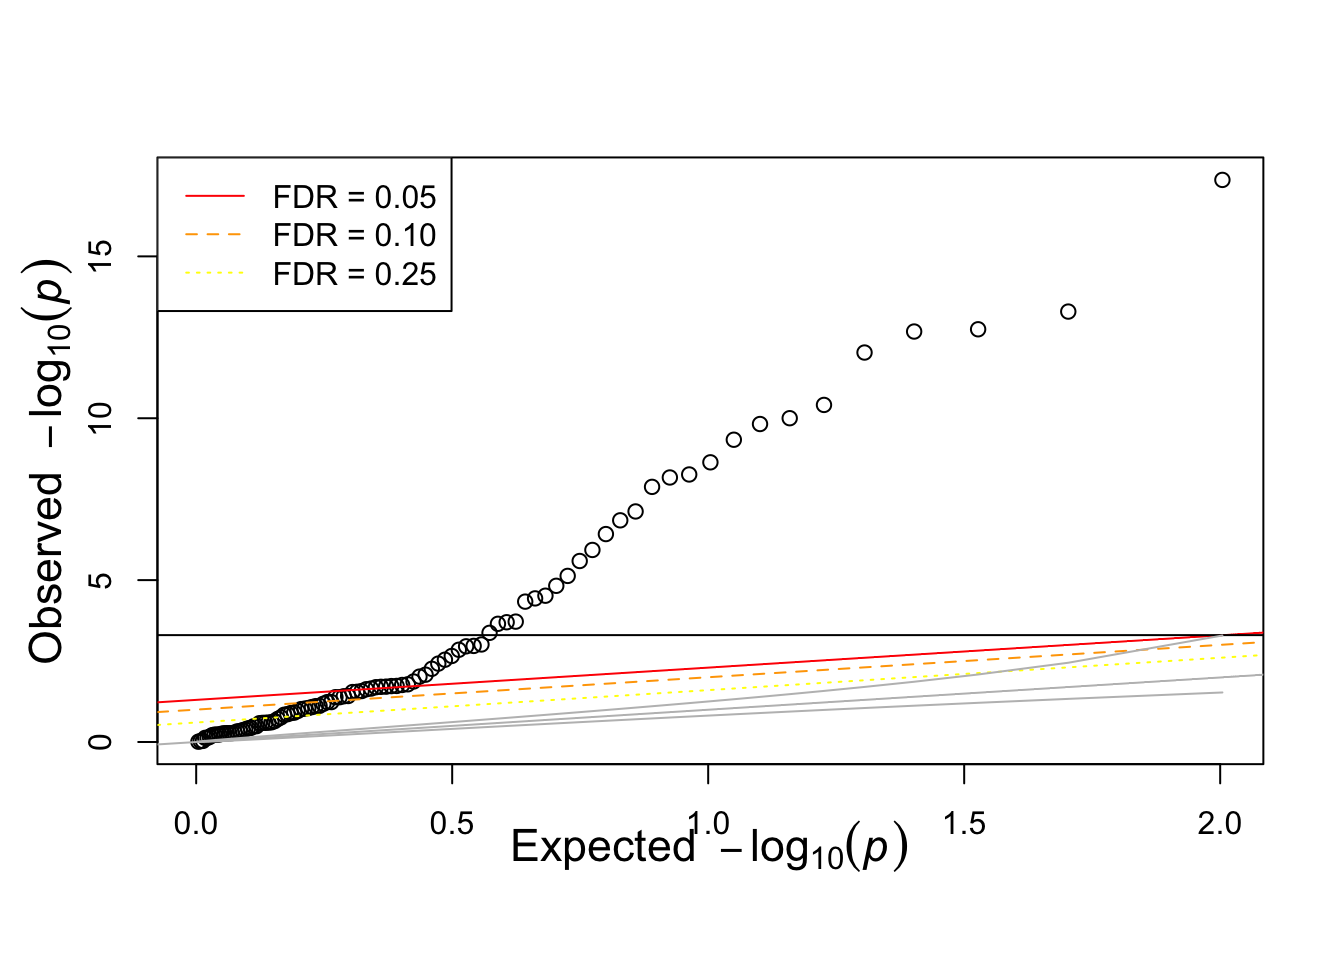 FDR = 0.05
FDR = 0.10
FDR = 0.25
Observed −log10(p)
15
10
5
0
0.0 0.5 1.0 1.5 2.0
Expected −log10(p)